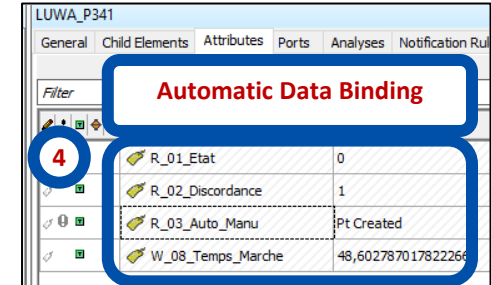 LUWA_P341
General Child Elements Attributes Ports Analyses Notification Rul
Filter
Automatic Data Binding
4
R_01_Etat 0
R_02_Discordance 1
R_03_Auto_Manu Pt Created
W_08_Temps_Marche 48,602787017822266